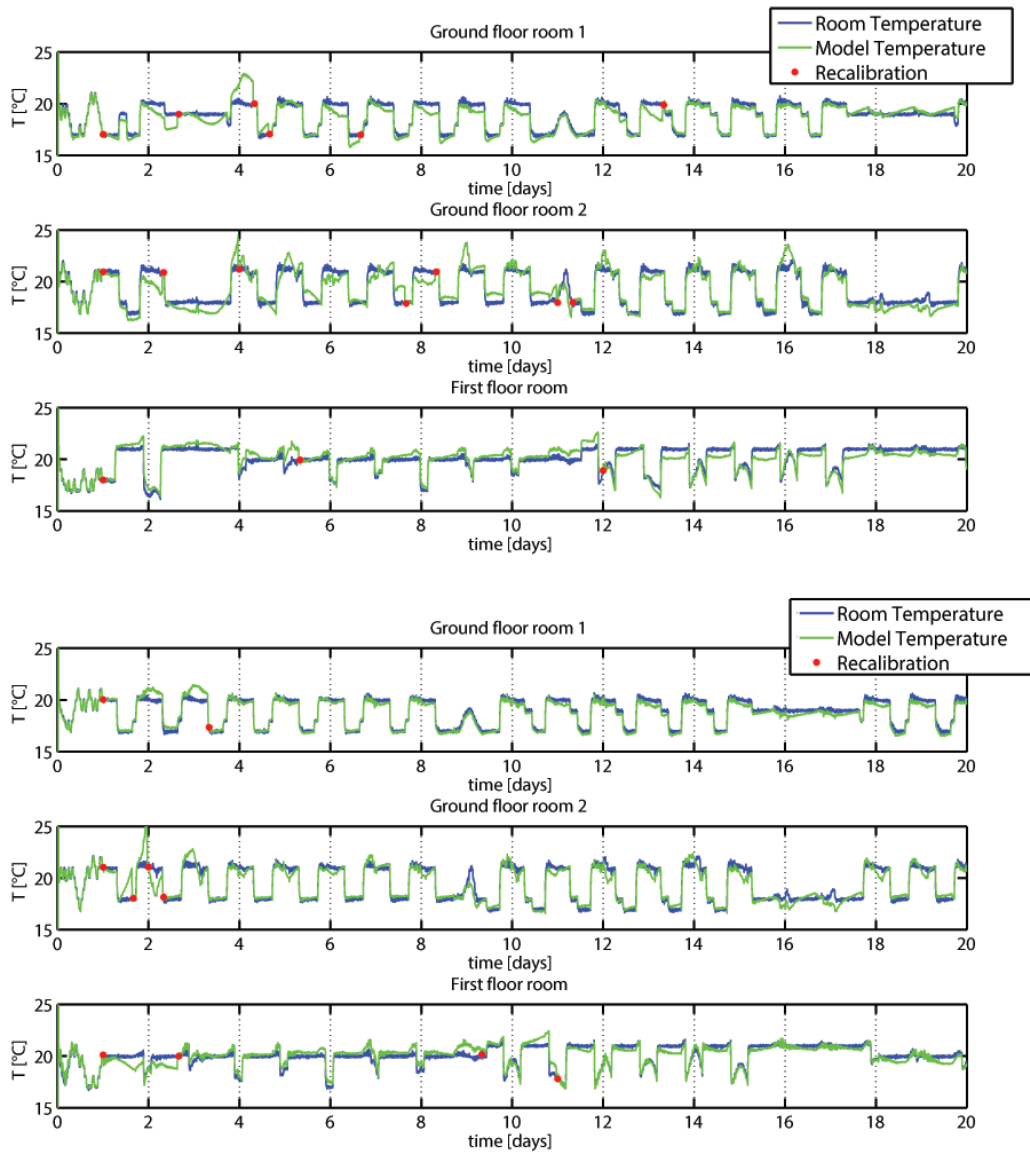 Ground floor room 1
Room Temperature
Model Temperature
Recalibration
25
20
15
T [°C]
0 2 4 6 8 10 12 14 16 18 20
time [days]
Ground floor room 2
25
20
15
T [°C]
0 2 4 6 8 10 12 14 16 18 20
time [days]
First floor room
25
20
15
T [°C]
0 2 4 6 8 10 12 14 16 18 20
time [days]
Room Temperature
Model Temperature
Recalibration
Ground floor room 1
25
20
15
T [°C]
0 2 4 6 8 10 12 14 16 18 20
time [days]
Ground floor room 2
25
20
15
T [°C]
0 2 4 6 8 10 12 14 16 18 20
time [days]
First floor room
25
20
15
T [°C]
0 2 4 6 8 10 12 14 16 18 20
time [days]